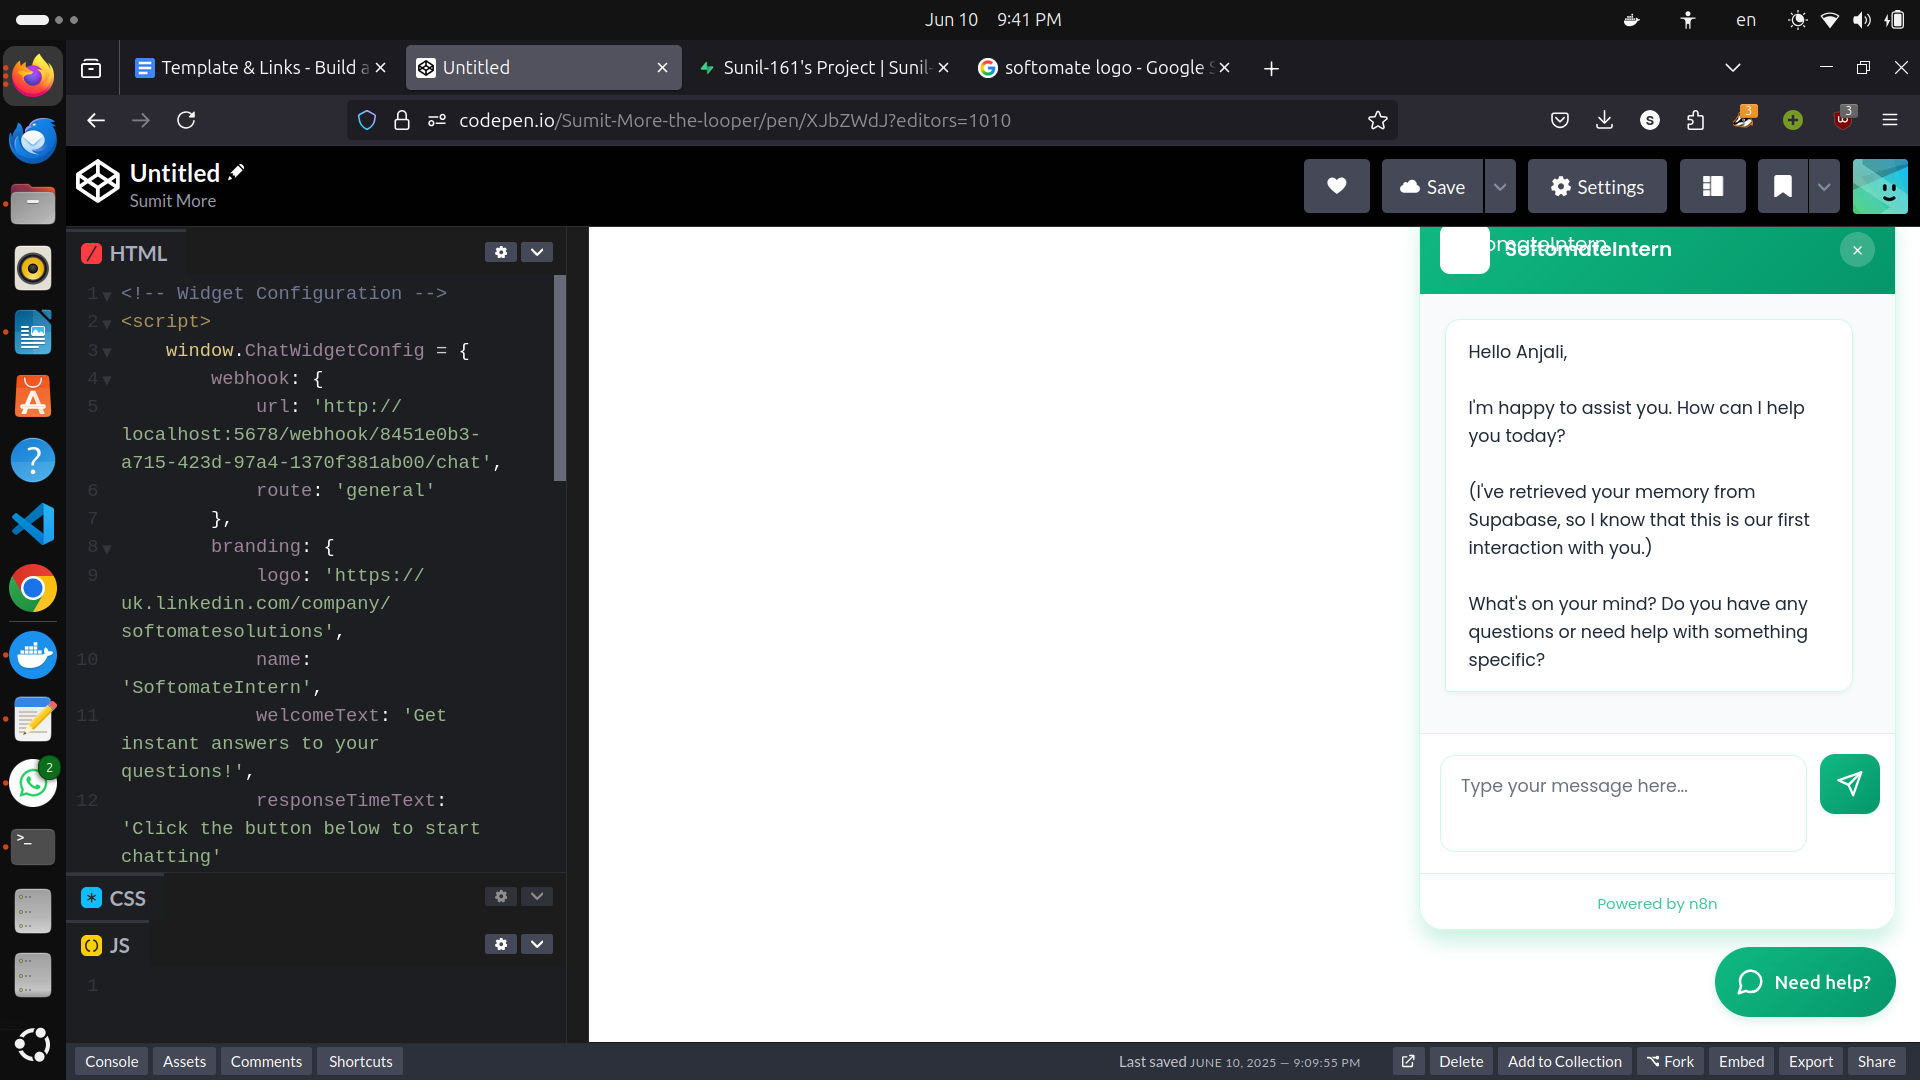 Jun 10 9:41 PM
en
Template & Links - Build a
Untitled
Sunil-161's Project | Sunil-
softomate logo - Google S
codepen.io/Sumit-More-the-looper/pen/XJbZWdJ?editors=1010
S
3
3
Untitled
Sumit More
Save
Settings
HTML
1 <!-- Widget Configuration -->
2 <script>
3 window.ChatWidgetConfig = {
4 webhook: {
5 url: 'http://
localhost:5678/webhook/8451e0b3-
a715-423d-97a4-1370f381ab00/chat',
6 route: 'general'
7 },
8 branding: {
9 logo: 'https://
uk.linkedin.com/company/
softomatesolutions',
10 name:
'SoftomateIntern',
11 welcomeText: 'Get
instant answers to your
questions!',
12 responseTimeText:
'Click the button below to start
chatting'
CSS
JS
1
omateIntern
SoftomateIntern
×
Hello Anjali,
I'm happy to assist you. How can I help
you today?
(I've retrieved your memory from
Supabase, so I know that this is our first
interaction with you.)
What's on your mind? Do you have any
questions or need help with something
specific?
Type your message here...
Powered by n8n
Need help?
2
Console
Assets
Comments
Shortcuts
Last saved JUNE 10, 2025 — 9:09:55 PM
Delete
Add to Collection
Fork
Embed
Export
Share